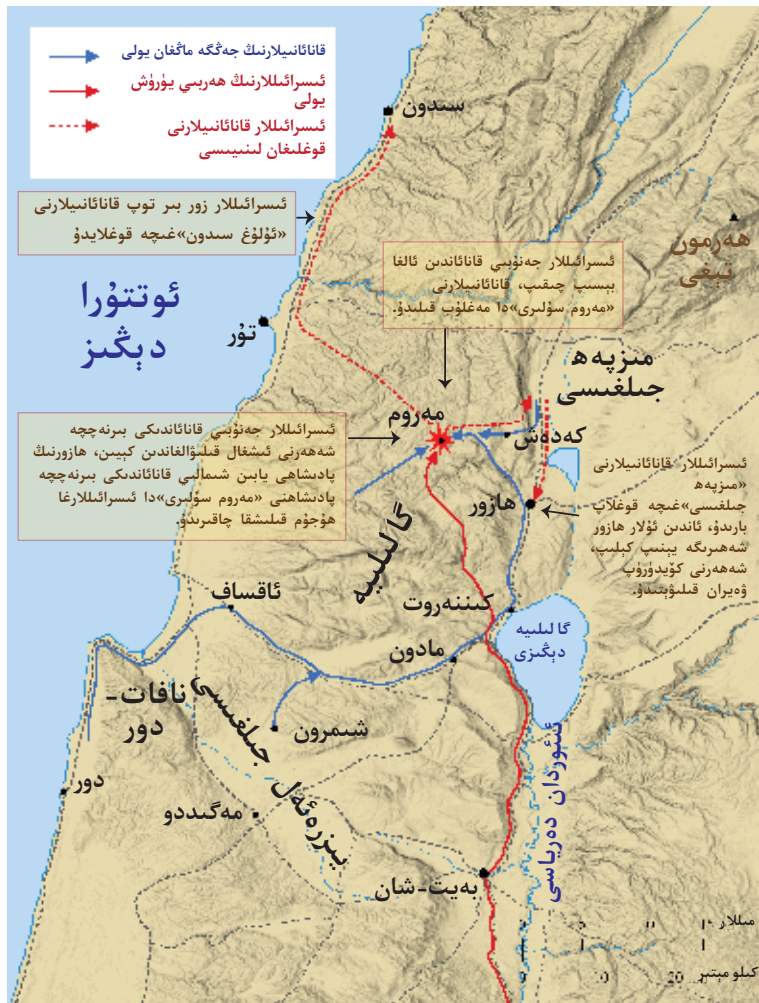 قانائانىيلارنىڭ جەڭگە ماڭغان يولى
ئىسرائىللارنىڭ ھەربىي يۈرۈش
يولى
ئىسرائىللار قانائانىيلارنى
قوغلىغان لىنىيىسى
سىدون
ئىسرائىللار زور بىر توپ قانائانىيلارنى
«ئۇلۇغ سىدون»غىچە قوغلايدۇ
ھەرمون
تېغى
ئىسرائىللار جەنۇبىي قانائاندىن ئالغا
بېسىپ چىقىپ، قانائانىيلارنى
«مەروم سۇلىرى»دا مەغلۇپ قىلىدۇ.
ئوتتۇرا
دېڭىز
تۇر
مىزپەھ
جىلغىسى
مەروم
كەدەش
ئىسرائىللار جەنۇبىي قانائاندىكى بىرنەچچە
شەھەرنى ئىشغال قىلىۋالغاندىن كېيىن، ھازورنىڭ
پادىشاھى يابىن شىمالىي قانائاندىكى بىرنەچچە
پادىشاھنى «مەروم سۇلىرى»دا ئىسرائىللارغا
ھۇجۇم قىلىشقا چاقىرىدۇ.
ئىسرائىللار قانائانىيلارنى
«مىزپەھ
جىلغىسى»غىچە قوغلاپ
بارىدۇ، ئاندىن ئۇلار ھازور
شەھىرىگە يېنىپ كېلىپ،
شەھەرنى كۆيدۈرۈپ
ۋەيران قىلىۋېتىدۇ.
ھازور
گالىلىيە
ئاقساف
كىننەروت
گالىلىيە
دېڭىزى
مادون
نافات-
دور
شىمرون
يىزرەئەل جىلغىسى
دور
مەگىددو
ئىئوردان دەرياسى
بەيت-شان
مىللار
0
20
كىلومېتىر